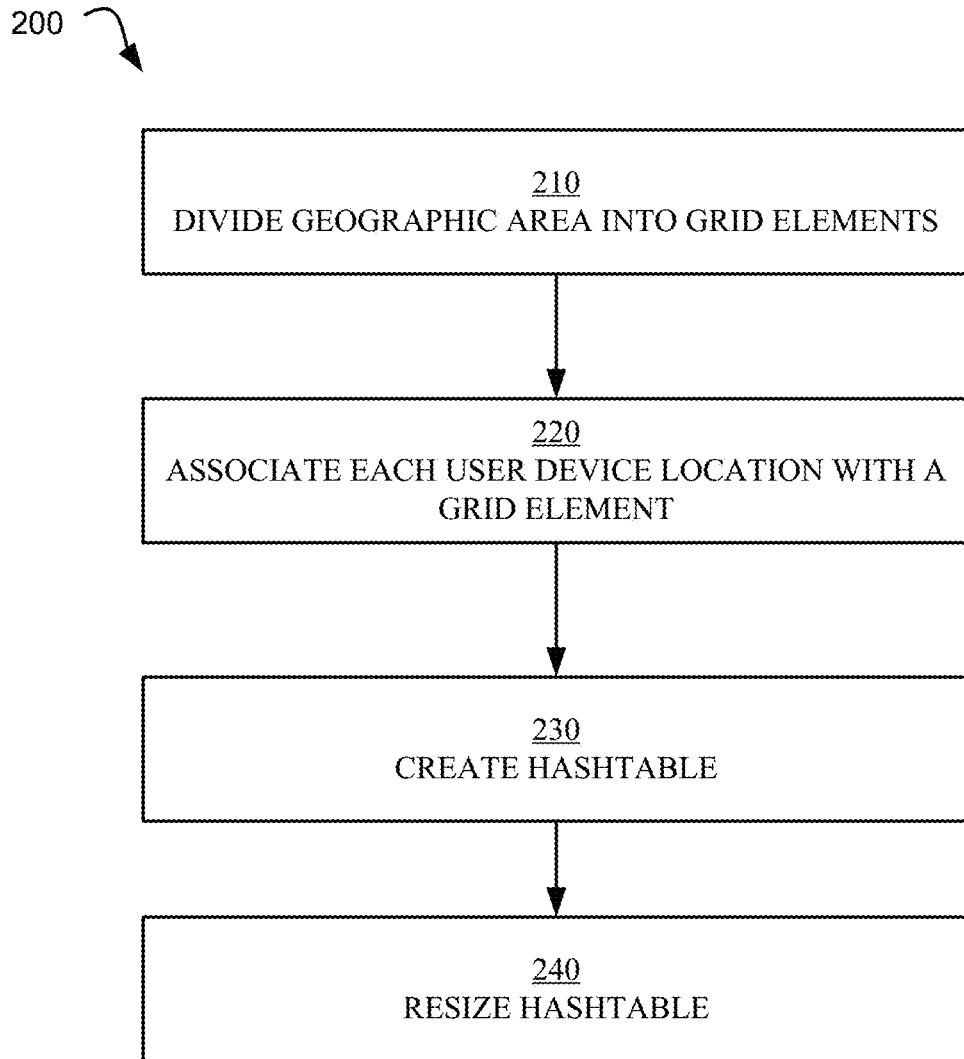 200
210
DIVIDE GEOGRAPHIC AREA INTO GRID ELEMENTS
220
ASSOCIATE EACH USER DEVICE LOCATION WITH A
GRID ELEMENT
230
CREATE HASHTABLE
240
RESIZE HASHTABLE